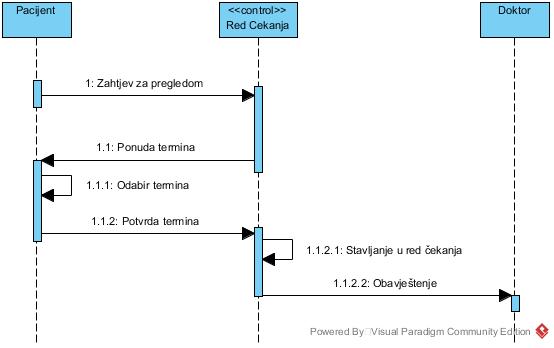 Pacijent
<<control>>
Red Cekanja
Doktor
1: Zahtjev za pregledom
1.1: Ponuda termina
1.1.1: Odabir termina
1.1.2: Potvrda termina
1.1.2.1: Stavljanje u red čekanja
1.1.2.2: Obavještenje
Powered By Visual Paradigm Community Edition